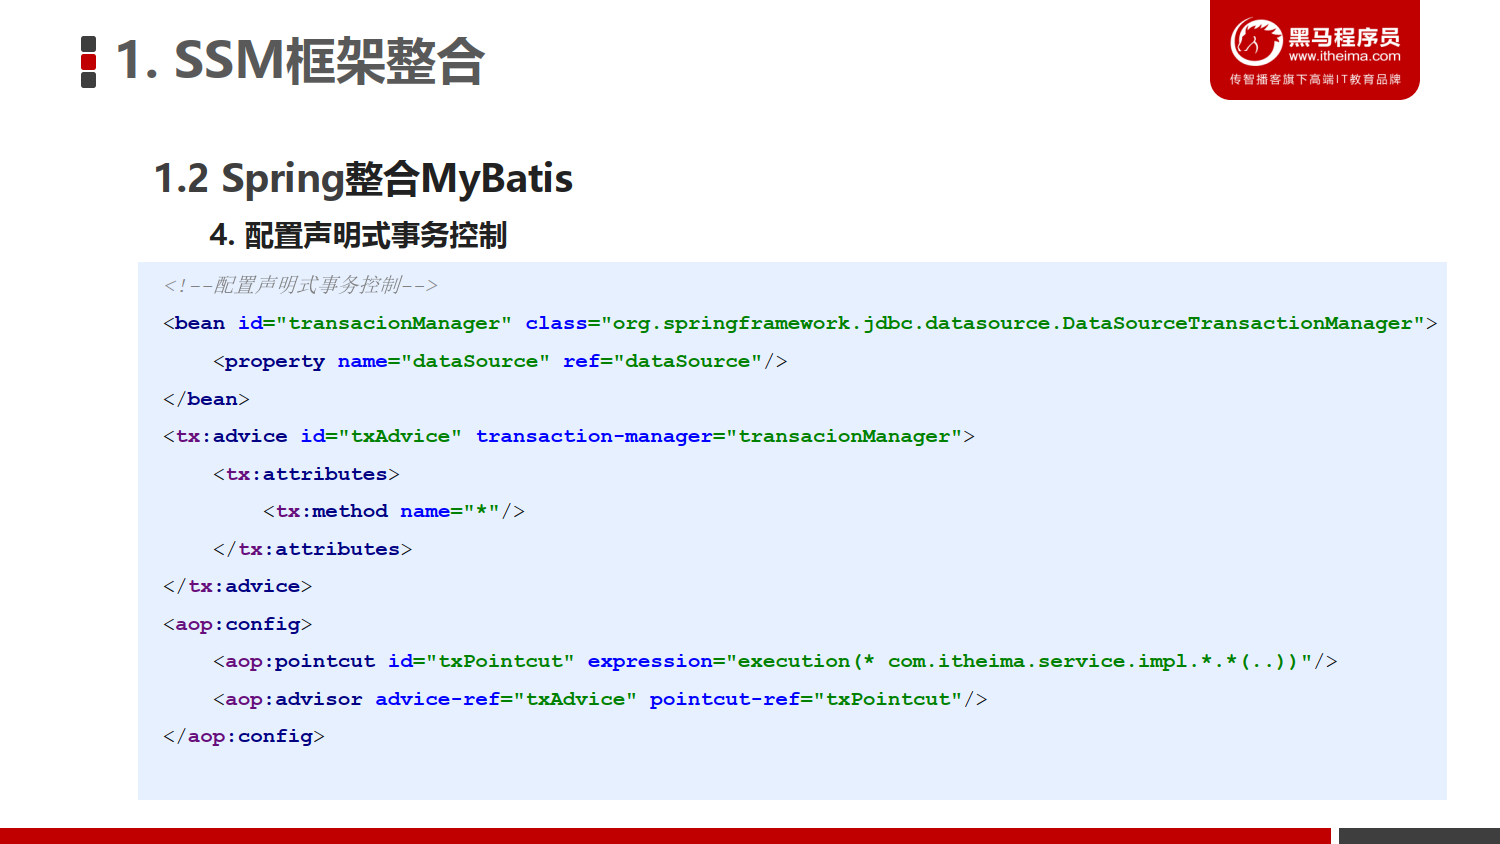 1. SSM框架整合
黑马程序员
www.itheima.com
传智播客旗下高端IT教育品牌
1.2 Spring整合MyBatis
4. 配置声明式事务控制
<!--配置声明式事务控制-->
<bean id="transacionManager" class="org.springframework.jdbc.datasource.DataSourceTransactionManager">
    <property name="dataSource" ref="dataSource"/>
</bean>
<tx:advice id="txAdvice" transaction-manager="transacionManager">
    <tx:attributes>
        <tx:method name="*"/>
    </tx:attributes>
</tx:advice>
<aop:config>
    <aop:pointcut id="txPointcut" expression="execution(* com.itheima.service.impl.*.*(..))"/>
    <aop:advisor advice-ref="txAdvice" pointcut-ref="txPointcut"/>
</aop:config>